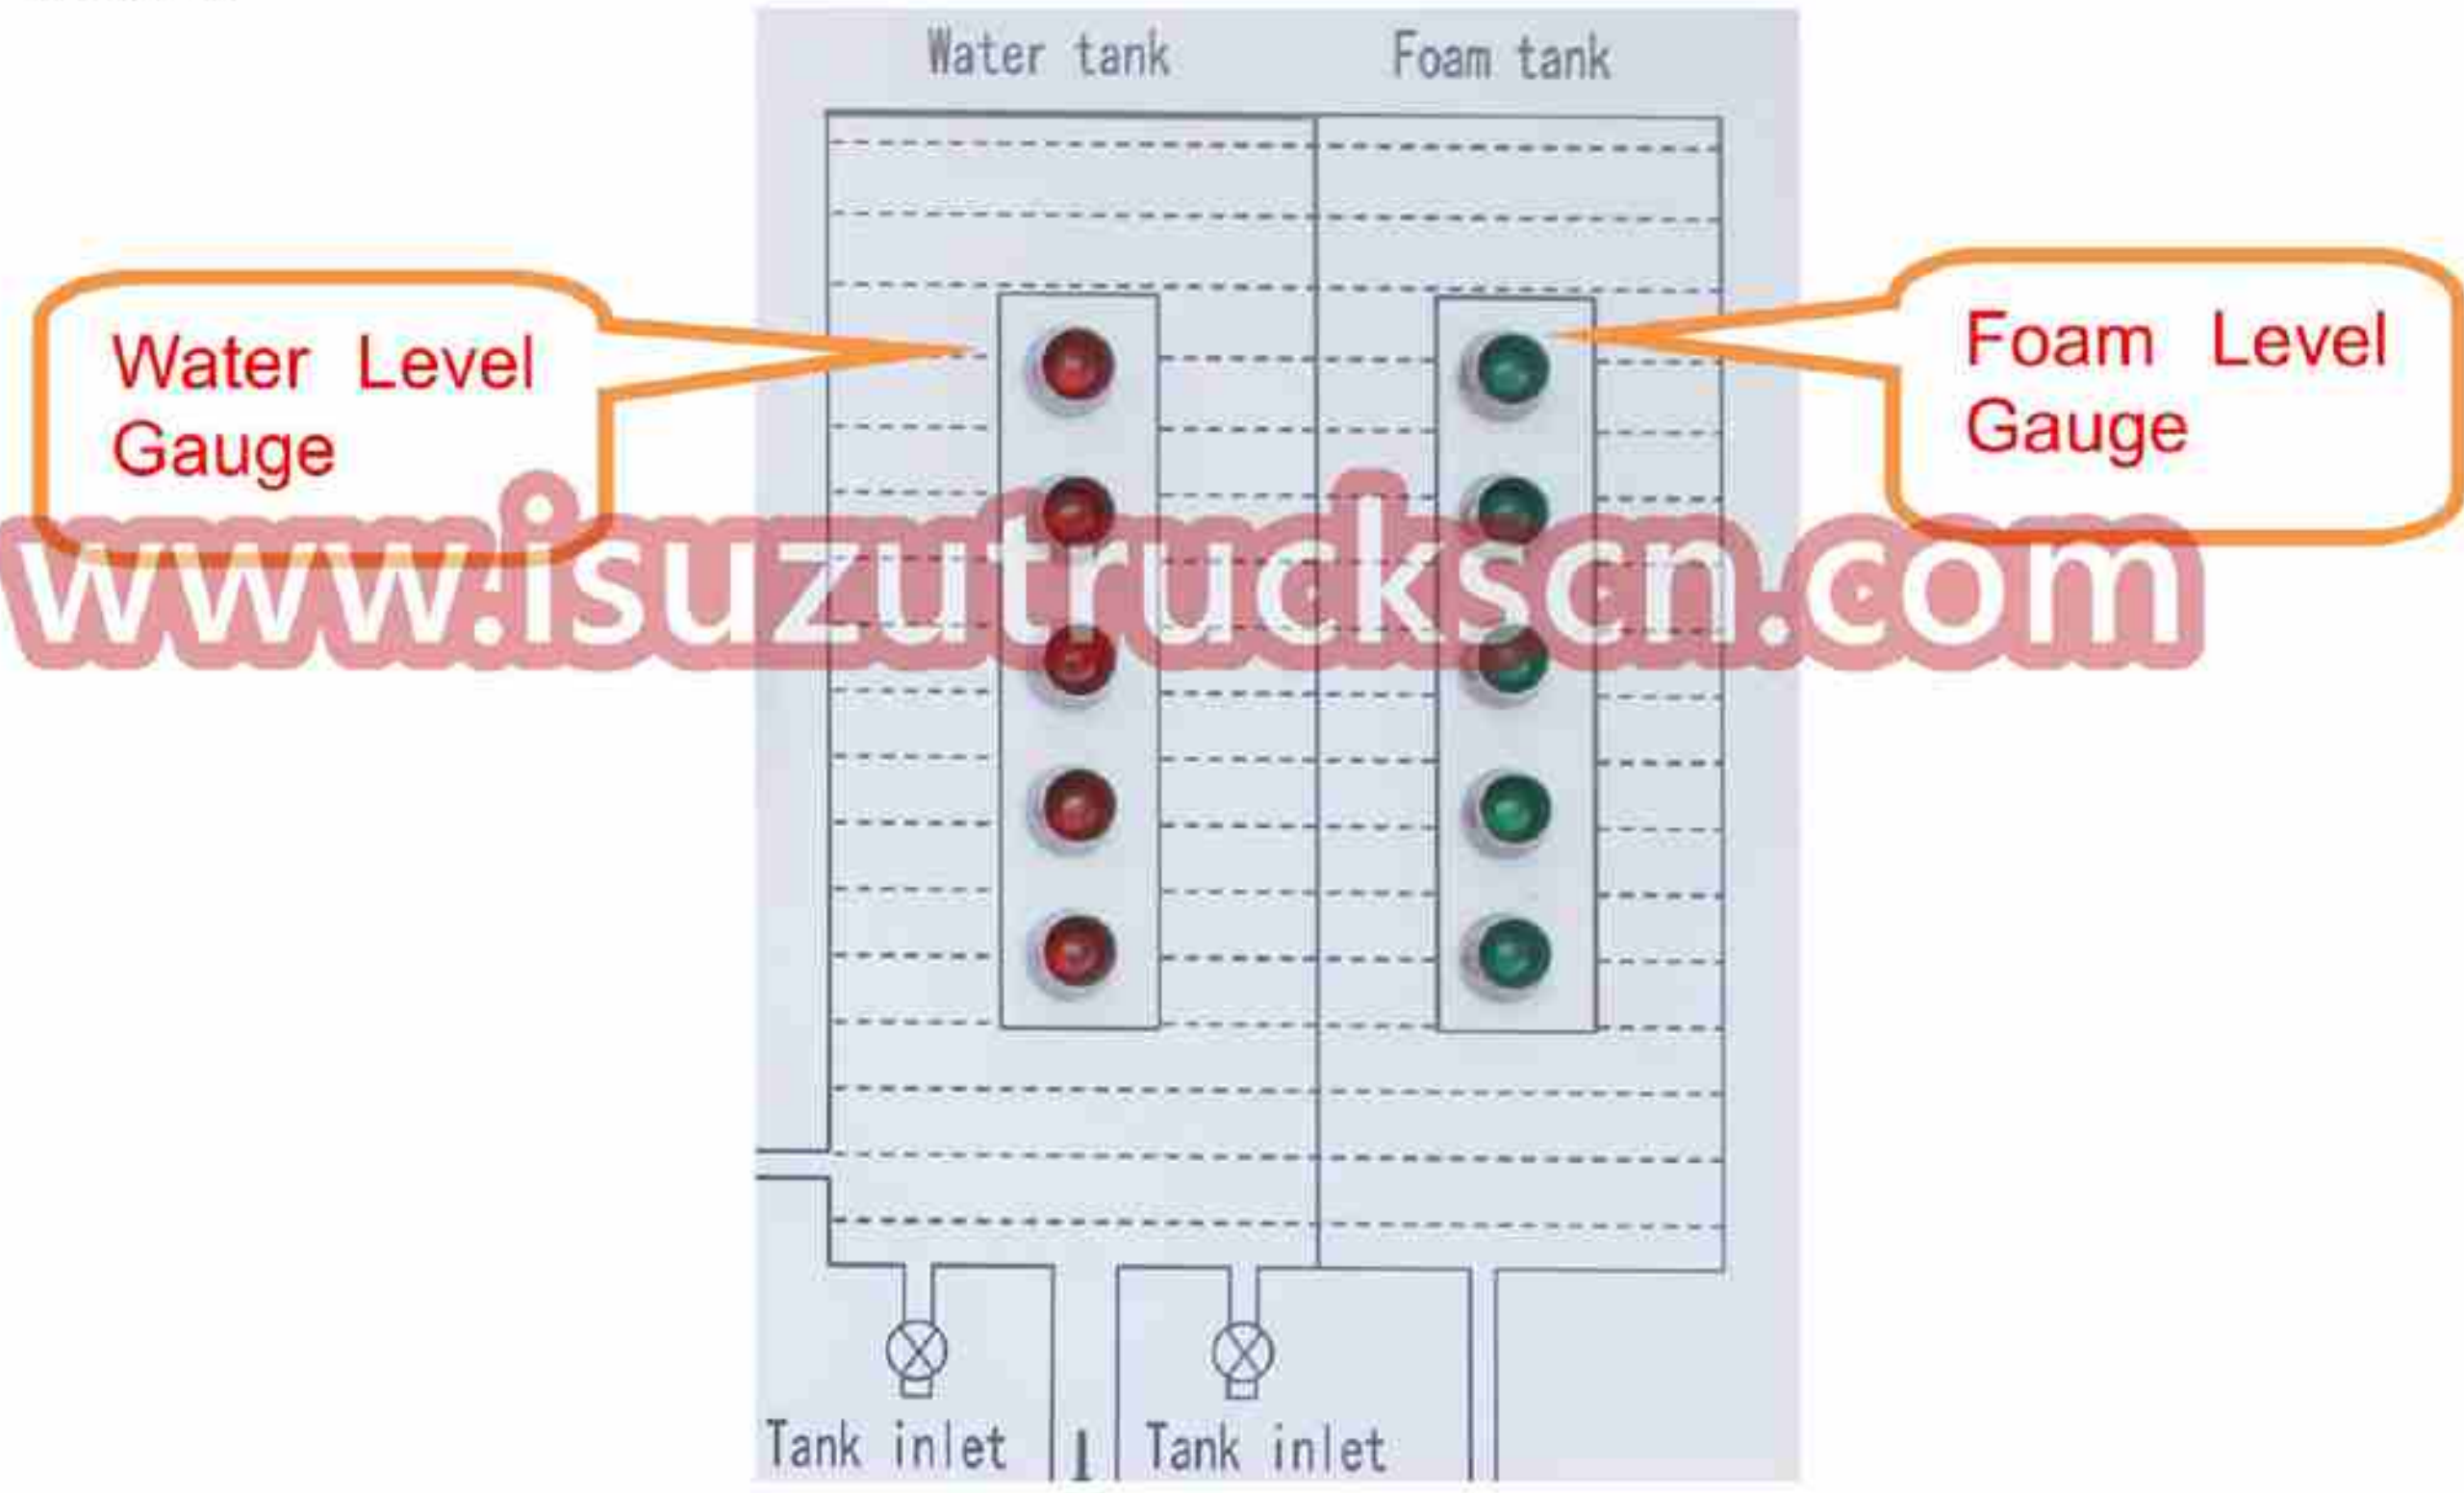 Water tank
Foam tank
Water Level
Gauge
Foam Level
Gauge
www.isuzutruckscn.com
Tank inlet
Tank inlet